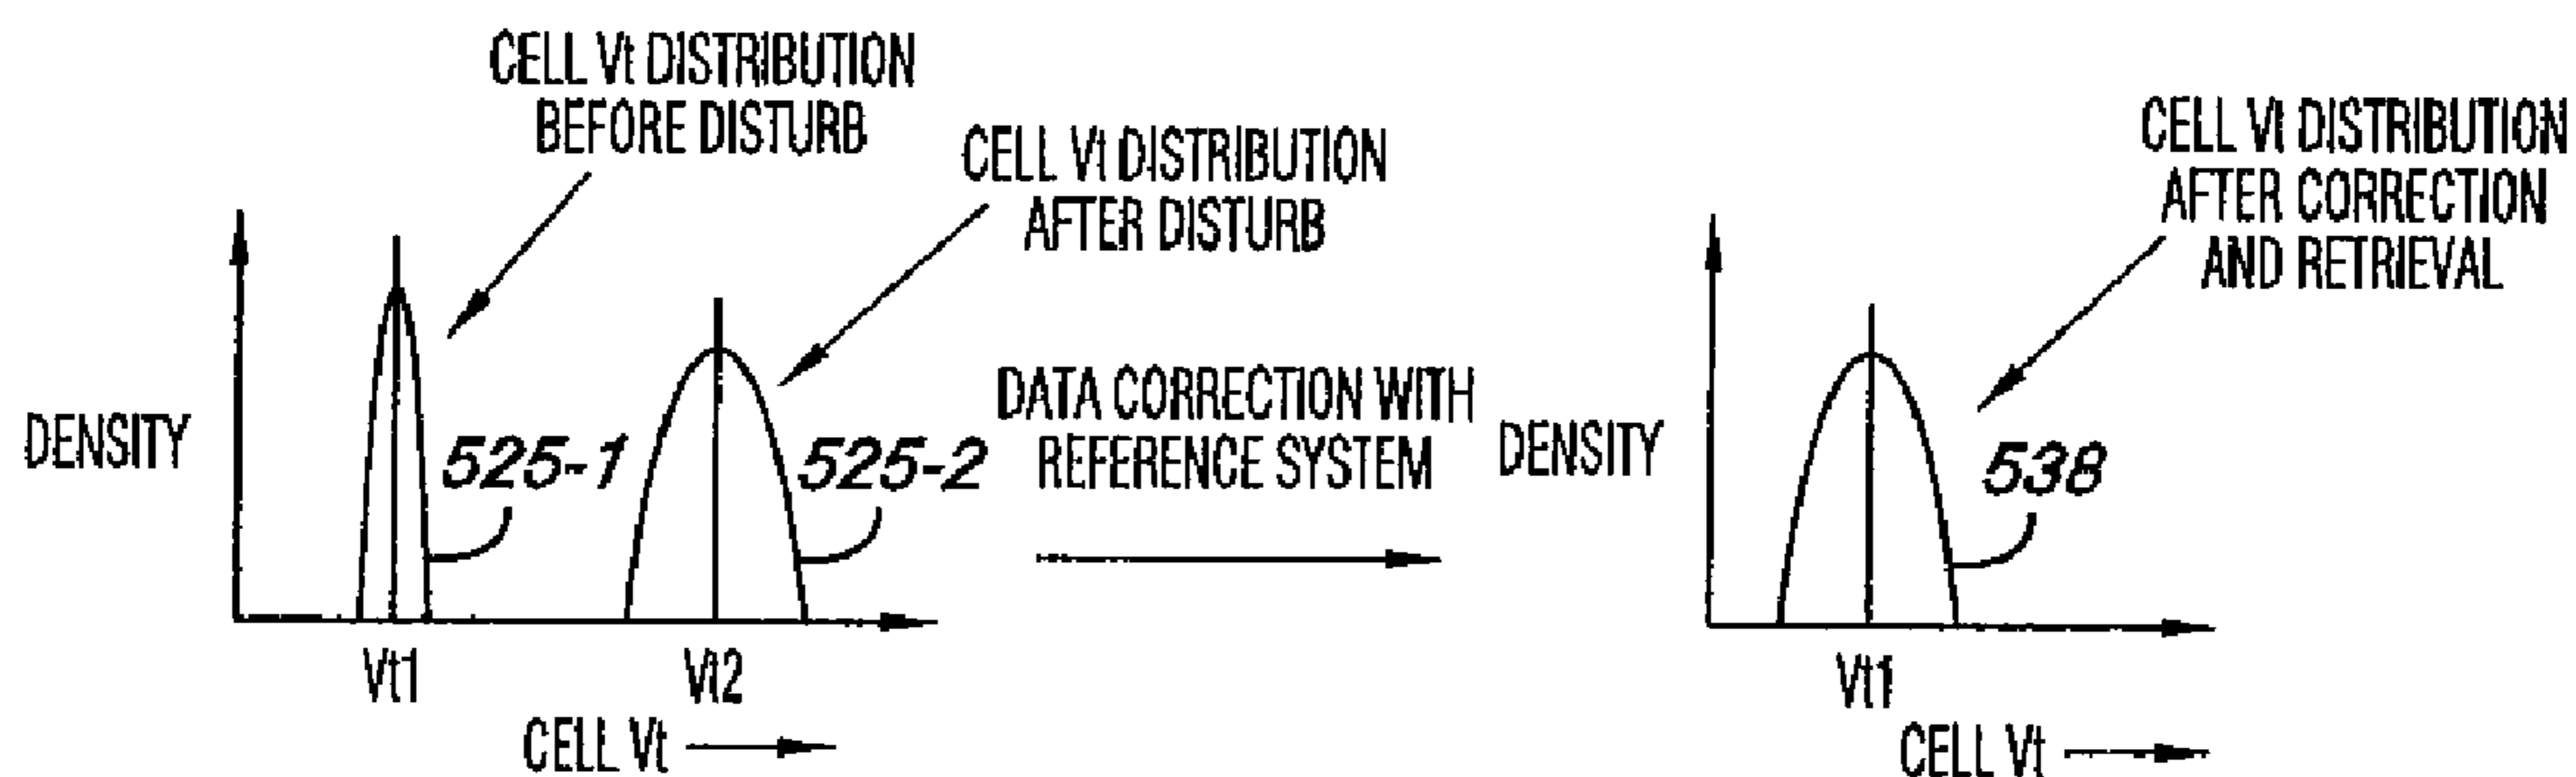 CELL Vt DISTRIBUTION
BEFORE DISTURB
CELL Vt DISTRIBUTION
AFTER DISTURB
DENSITY
525-1
525-2
Vt1
Vt2
CELL Vt
DATA CORRECTION WITH
REFERENCE SYSTEM
CELL Vt DISTRIBUTION
AFTER CORRECTION
AND RETRIEVAL
DENSITY
538
Vt1
CELL Vt